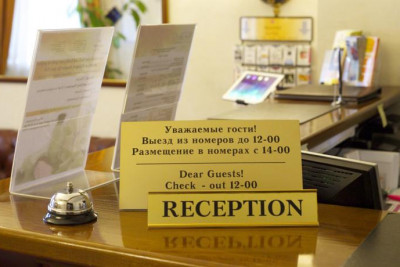 Уважаемые гости!
Выезд из номеров до 12-00
Размещение в номерах с 14-00
Dear Guests!
Check - out 12-00
RECEPTION